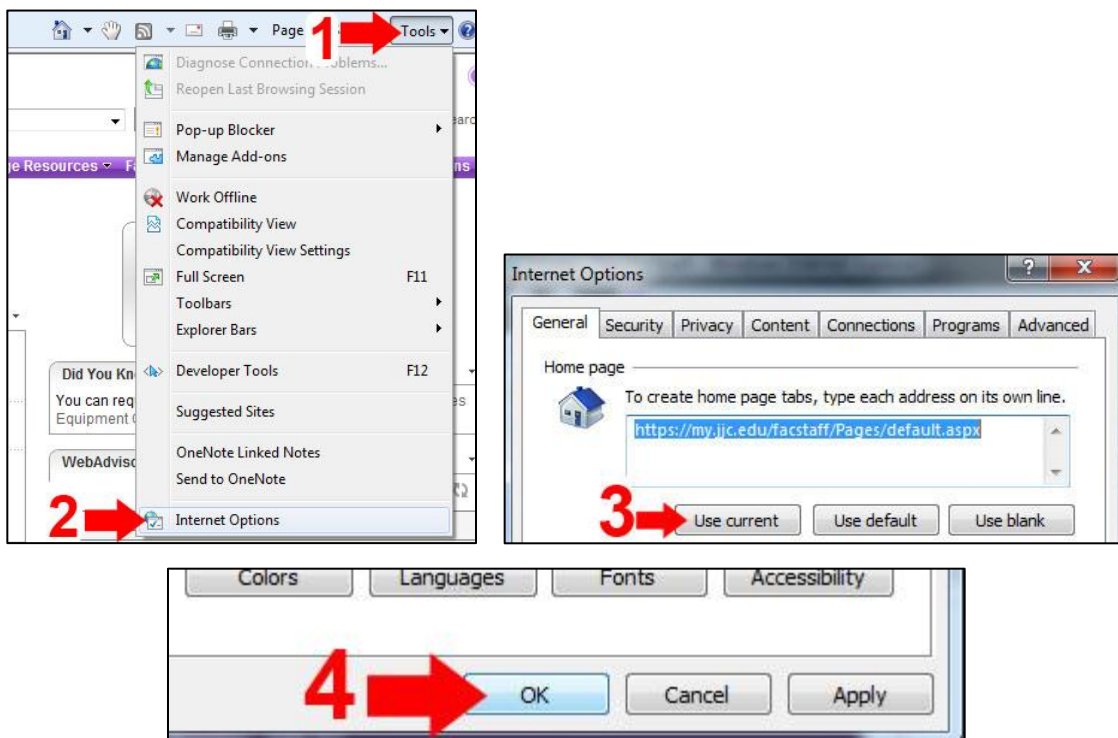 Page
1
Tools
Diagnose Connection Problems...
Reopen Last Browsing Session
Pop-up Blocker
Manage Add-ons
ge Resources
ns
Work Offline
Compatibility View
Compatibility View Settings
Full Screen F11
Toolbars
Explorer Bars
Developer Tools F12
Did You Kn
You can req
Equipment
Suggested Sites
OneNote Linked Notes
WebAdviso
Send to OneNote
2
Internet Options
Internet Options
General Security Privacy Content Connections Programs Advanced
Home page
To create home page tabs, type each address on its own line.
https://my.jjc.edu/facstaff/Pages/default.aspx
3
Use current Use default Use blank
Colors Languages Fonts Accessibility
4
OK Cancel Apply